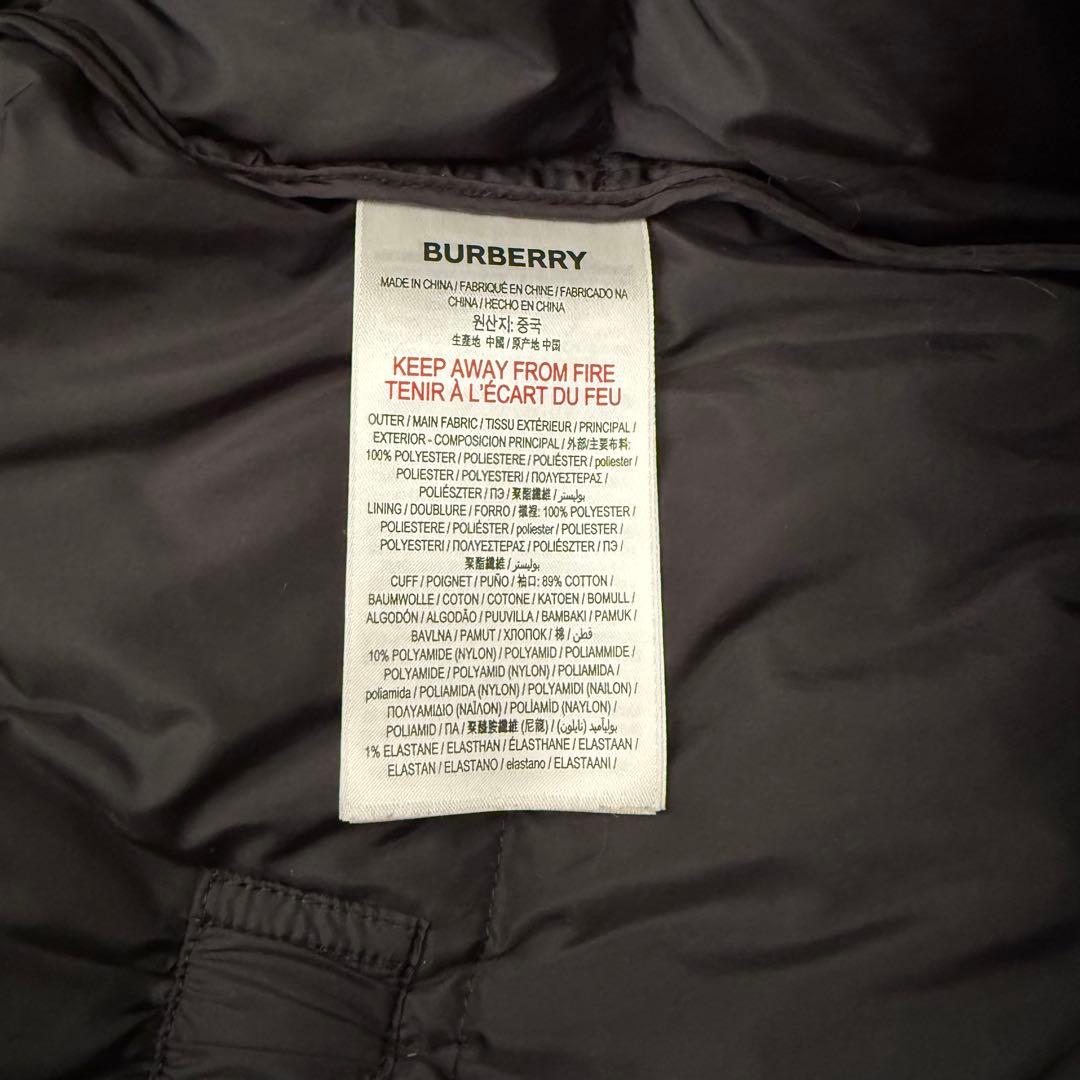 BURBERRY
MADE IN CHINA / FABRIQUÉ EN CHINE / FABRICADO NA
CHINA / HECHO EN CHINA
원산지: 중국
生產地 中國 / 原产地 中国
KEEP AWAY FROM FIRE
TENIR À L'ÉCART DU FEU
OUTER / MAIN FABRIC / TISSU EXTÉRIEUR / PRINCIPAL /
EXTERIOR - COMPOSICION PRINCIPAL / 外部/主要布料:
100% POLYESTER / POLIESTERE / POLIÉSTER / poliester /
POLIESTER / POLYESTERI / ΠΟΛΥΕΣΤΕΡΑΣ /
POLIÉSZTER / ПЭ / 聚酯纖維 / بوليستر
LINING / DOUBLURE / FORRO / 襯裡: 100% POLYESTER /
POLIESTERE / POLIÉSTER / poliester / POLIESTER /
POLYESTERI / ΠΟΛΥΕΣΤΕΡΑΣ / POLIÉSZTER / ПЭ /
聚酯纖維 / بوليستر
CUFF / POIGNET / PUÑO / 袖口: 89% COTTON /
BAUMWOLLE / COTON / COTONE / KATOEN / BOMULL /
ALGODÓN / ALGODÃO / PUUVILLA / BAMBAKI / PAMUK /
BAVLNA / PAMUT / ХЛОПОК / 棉 / قطن
10% POLYAMIDE (NYLON) / POLYAMID / POLIAMMIDE /
POLYAMIDE / POLYAMID (NYLON) / POLIAMIDA /
poliamida / POLIAMIDA (NYLON) / POLYAMIDI (NAILON) /
ΠΟΛΥΑΜΙΔΙΟ (ΝΑΪΛΟΝ) / POLİAMİD (NAYLON) /
POLIAMID / ПА / 聚醯胺纖維 (尼龍) / بوليأميد (نايلون) /
1% ELASTANE / ELASTHAN / ÉLASTHANE / ELASTAAN /
ELASTAN / ELASTANO / elastano / ELASTAANI /